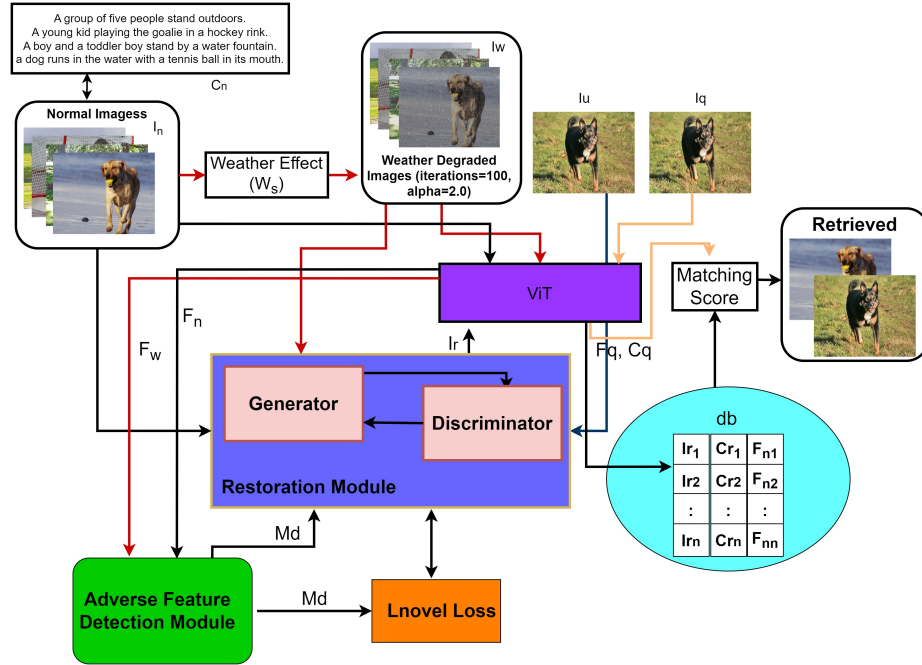 A group of five people stand outdoors.
A young kid playing the goalie in a hockey rink.
A boy and a toddler boy stand by a water fountain.
a dog runs in the water with a tennis ball in its mouth.
Cn
Normal Imagess
In
Weather Effect
(Ws)
Iw
Weather Degraded
Images (iterations=100,
alpha=2.0)
Iu
Iq
Retrieved
Matching
Score
ViT
Fn
Fw
Ir
Fq, Cq
Generator
Discriminator
Restoration Module
db
Ir1 Cr1 Fn1
Ir2 Cr2 Fn2
: : :
Irn Crn Fnn
Md
Adverse Feature
Detection Module
Md
Lnovel Loss